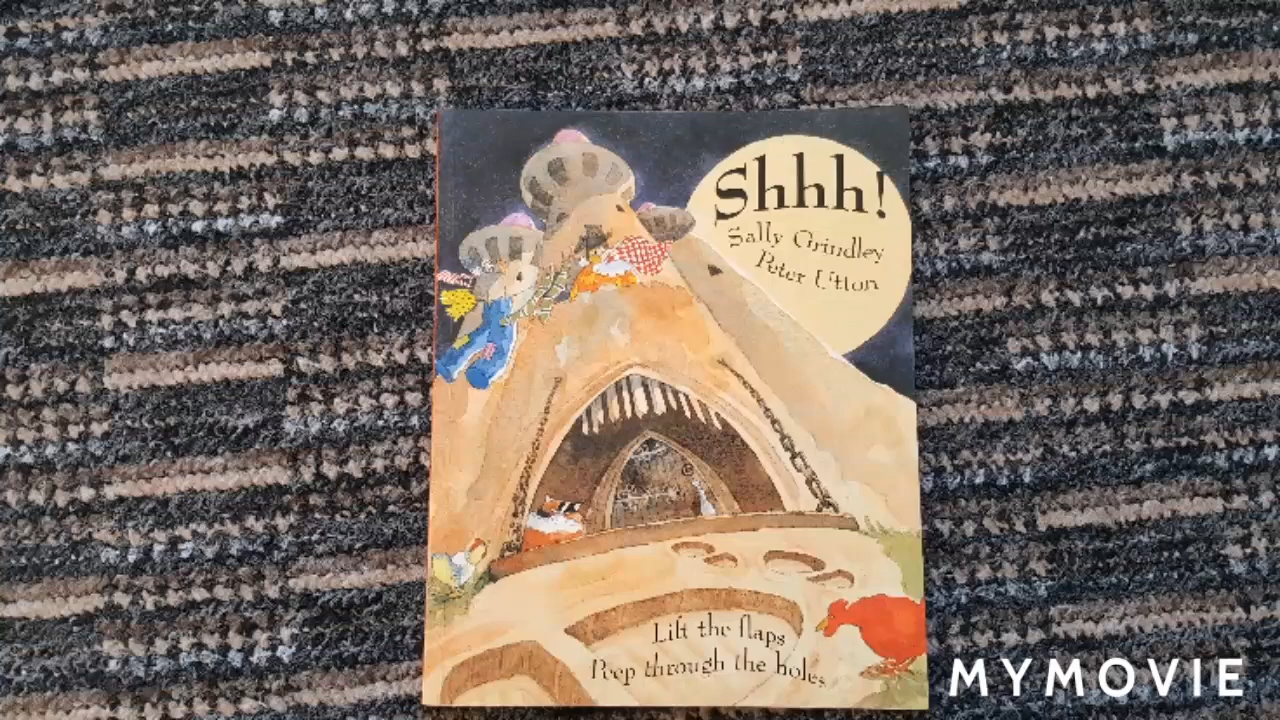 Shhh!
Sally Grindley
Peter Utton
Lift the flaps
Peep through the holes
MYMOVIE